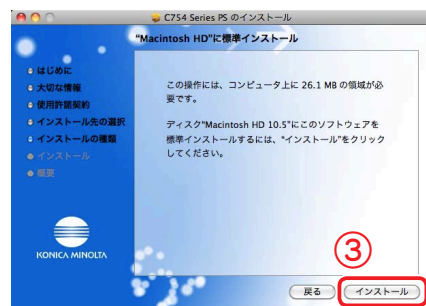 C754 Series PS のインストール
"Macintosh HD"に標準インストール
はじめに
大切な情報
使用許諾契約
インストール先の選択
インストールの種類
インストール
概要
この操作には、コンピュータ上に 26.1 MB の領域が必
要です。
ディスク"Macintosh HD 10.5"にこのソフトウェアを
標準インストールするには、"インストール"をクリック
してください。
KONICA MINOLTA
③
戻る
インストール